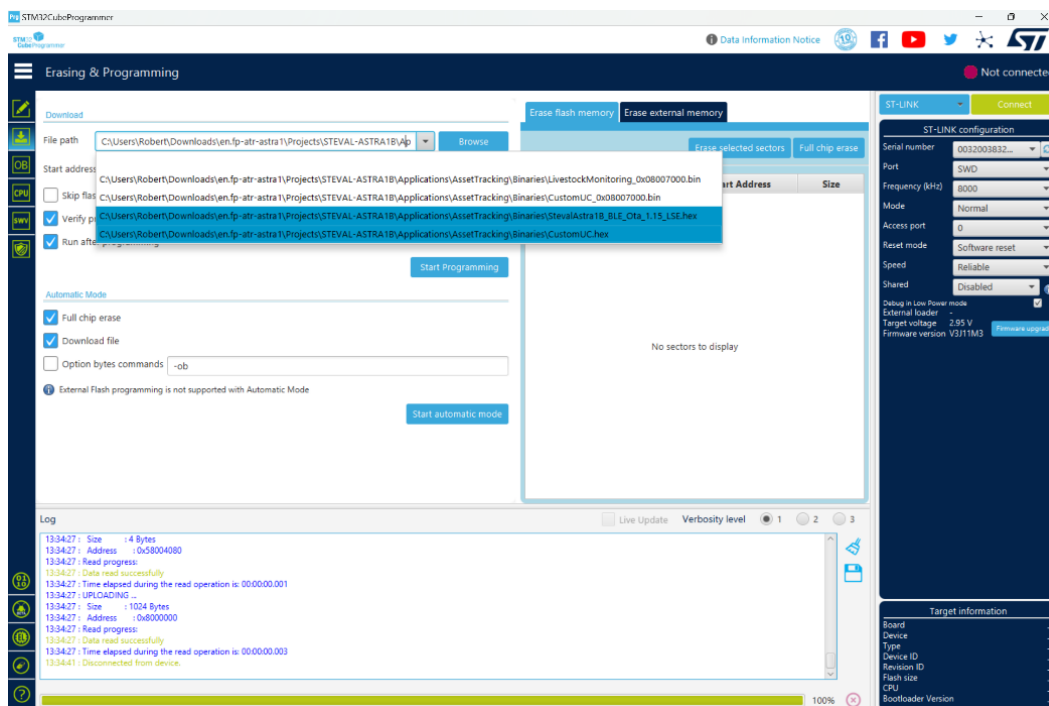 STM32CubeProgrammer
STM32
CubeProgrammer
Data Information Notice
Erasing & Programming
Not connected
Download
Erase flash memory
Erase external memory
ST-LINK
Connect
ST-LINK configuration
File path
C:\Users\Robert\Downloads\en.fp-atr-astra1\Projects\STEVAL-ASTRA1B\Ap
Browse
Erase selected sectors
Full chip erase
Serial number
0032003832...
Start address
C:\Users\Robert\Downloads\en.fp-atr-astra1\Projects\STEVAL-ASTRA1B\Applications\AssetTracking\Binaries\LivestockMonitoring_0x08007000.bin
Size
Port
SWD
Skip flas
C:\Users\Robert\Downloads\en.fp-atr-astra1\Projects\STEVAL-ASTRA1B\Applications\AssetTracking\Binaries\CustomUC_0x08007000.bin
Frequency (kHz)
8000
Verify p
C:\Users\Robert\Downloads\en.fp-atr-astra1\Projects\STEVAL-ASTRA1B\Applications\AssetTracking\Binaries\StevalAstra1B_BLE_Ota_1.15_LSE.hex
Mode
Normal
Run after programming
C:\Users\Robert\Downloads\en.fp-atr-astra1\Projects\STEVAL-ASTRA1B\Applications\AssetTracking\Binaries\CustomUC.hex
Access port
0
Reset mode
Software reset
Speed
Reliable
Shared
Disabled
Start Programming
Automatic Mode
Debug in Low Power mode
External loader -
Target voltage 2.95 V
Firmware version V3J11M3
Firmware upgrad
Full chip erase
Download file
Option bytes commands
-ob
No sectors to display
External Flash programming is not supported with Automatic Mode
Start automatic mode
Log
Live Update
Verbosity level
1
2
3
13:34:27 : Size : 4 Bytes
13:34:27 : Address : 0x58004080
13:34:27 : Read progress:
13:34:27 : Data read successfully
13:34:27 : Time elapsed during the read operation is: 00:00:00.001
13:34:27 : UPLOADING ...
13:34:27 : Size : 1024 Bytes
13:34:27 : Address : 0x8000000
13:34:27 : Read progress:
13:34:27 : Data read successfully
13:34:27 : Time elapsed during the read operation is: 00:00:00.003
13:34:41 : Disconnected from device.
100%
Target information
Board
Device
Type
Device ID
Revision ID
Flash size
CPU
Bootloader Version
OB
CPU
SWV